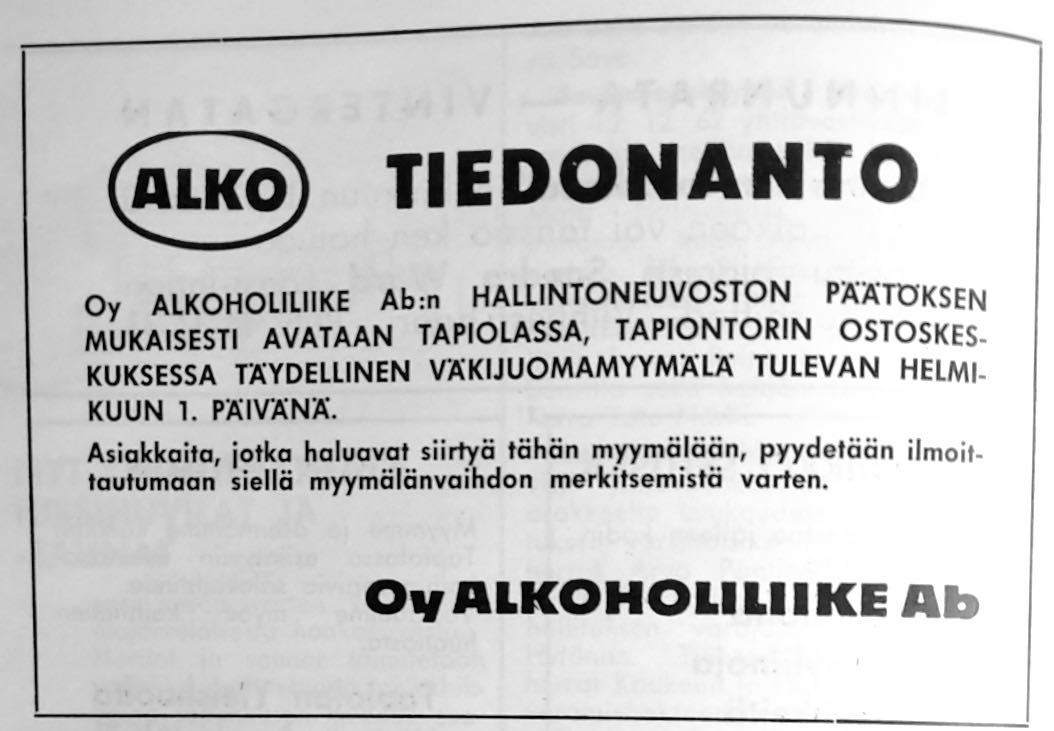 ALKO TIEDONANTO
Oy ALKOHOLILIIKE Ab:n HALLINTONEUVOSTON PÄÄTÖKSEN
MUKAISESTI AVATAAN TAPIOLASSA, TAPIONTORIN OSTOSKES-
KUKSESSA TÄYDELLINEN VÄKIJUOMAMYYMÄLÄ TULEVAN HELMI-
KUUN 1. PÄIVÄNÄ.
Asiakkaita, jotka haluavat siirtyä tähän myymälään, pyydetään ilmoit-
tautumaan siellä myymälänvaihdon merkitsemistä varten.
Oy ALKOHOLILIIKE Ab